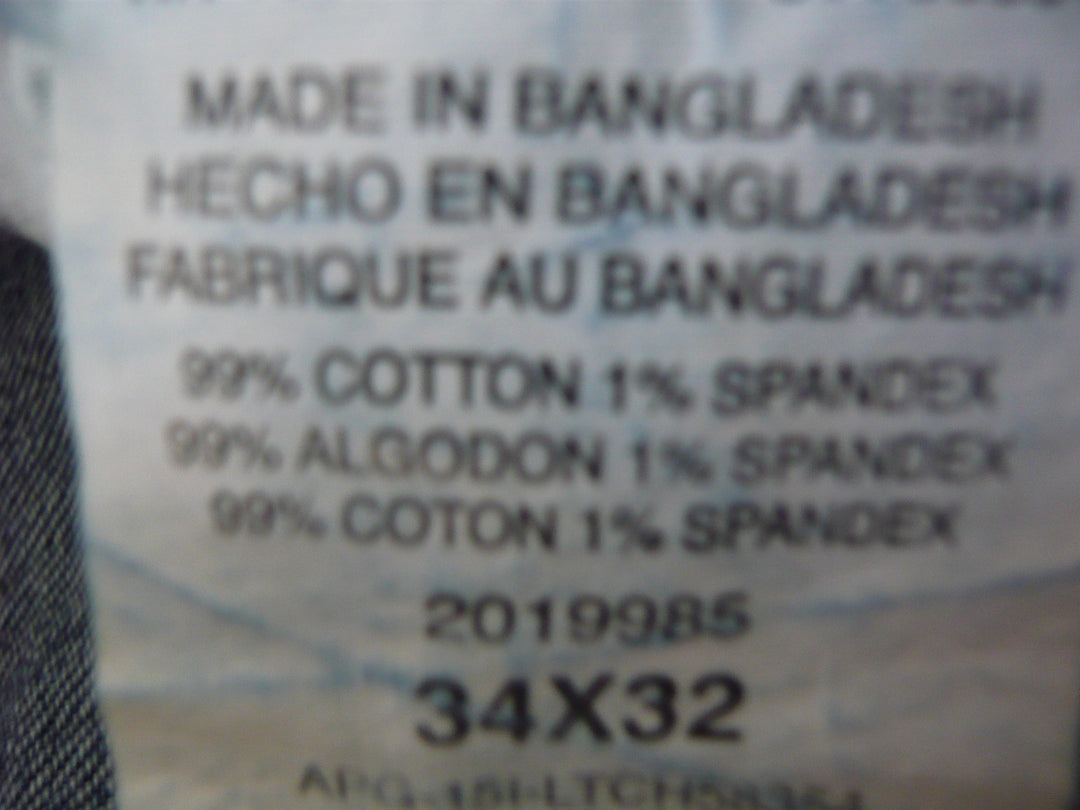 MADE IN BANGLADESH
HECHO EN BANGLADESH
FABRIQUE AU BANGLADESH
99% COTTON 1% SPANDEX
99% ALGODON 1% SPANDEX
99% COTON 1% SPANDEX
2019985
34X32